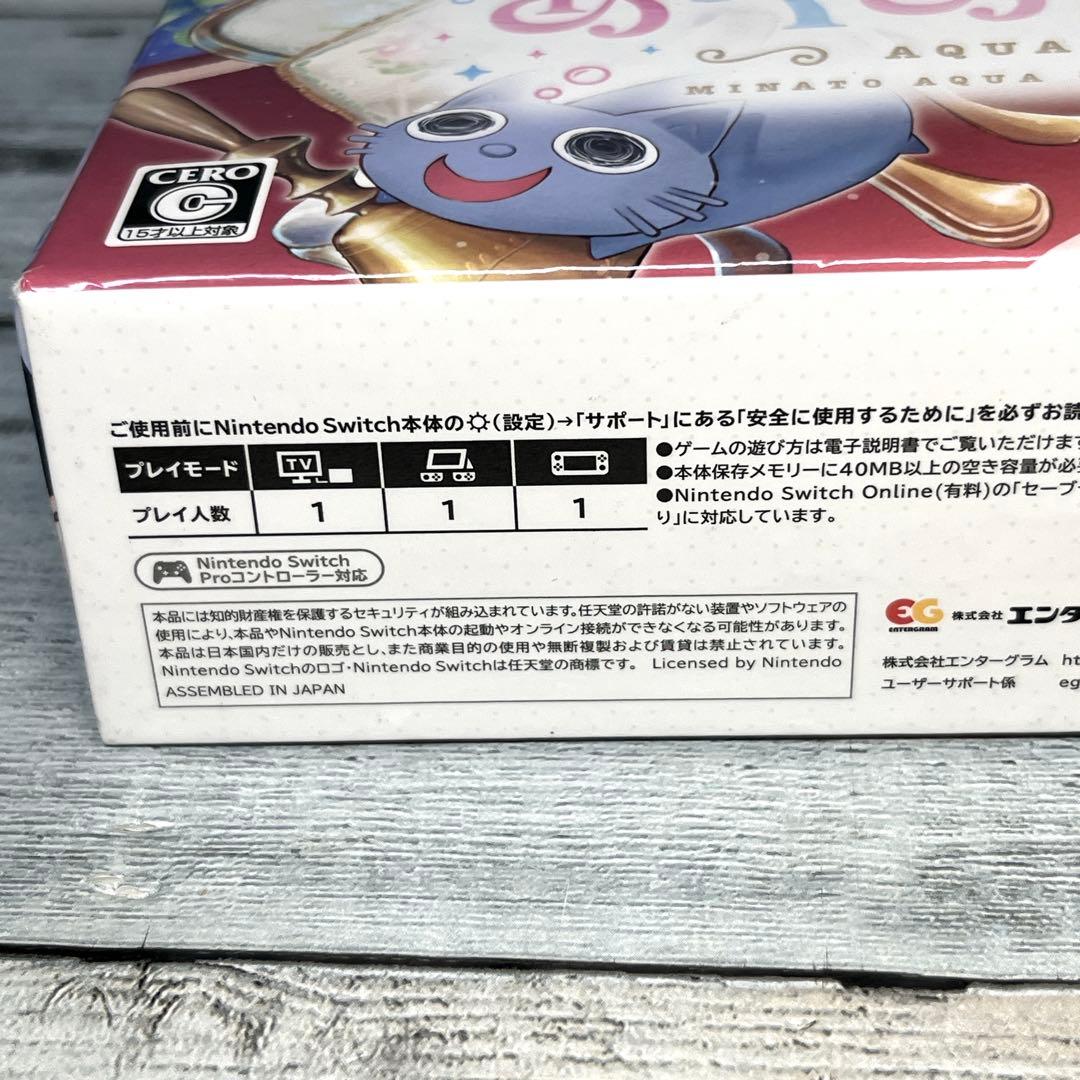 AQUA
MINATO AQUA
CERO
C
15才以上対象
ご使用前にNintendo Switch本体の(設定)→「サポート」にある「安全に使用するために」を必ずお読
プレイモード TV
プレイ人数 1 1 1
●ゲームの遊び方は電子説明書でご覧いただけます
●本体保存メモリーに40MB以上の空き容量が必
●Nintendo Switch Online(有料)の「セーブ
り」に対応しています。
Nintendo Switch
Proコントローラー対応
本品には知的財産権を保護するセキュリティが組み込まれています。任天堂の許諾がない装置やソフトウェアの
使用により、本品やNintendo Switch本体の起動やオンライン接続ができなくなる可能性があります。
本品は日本国内だけの販売とし、また商業目的の使用や無断複製および賃貸は禁止されています。
Nintendo Switchのロゴ・Nintendo Switchは任天堂の商標です。 Licensed by Nintendo
ASSEMBLED IN JAPAN
EG
ENTERGRAM
株式会社 エンタ
株式会社エンターグラム ht
ユーザーサポート係 eg